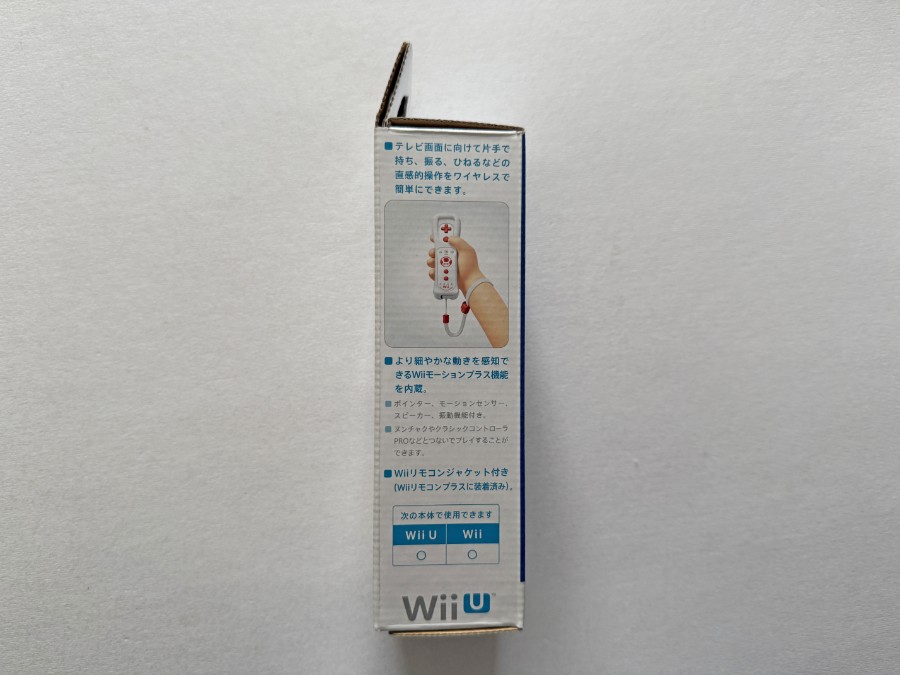 ■テレビ画面に向けて片手で
持ち、振る、ひねるなどの
直感的操作をワイヤレスで
簡単にできます。
■より細やかな動きを感知で
きるWiiモーションプラス機能
を内蔵。
■ポインター、モーションセンサー、
スピーカー、振動機能付き。
■ヌンチャクやクラシックコントローラ
PROなどとつないでプレイすることが
できます。
■Wiiリモコンジャケット付き
(Wiiリモコンプラスに装着済み)。
次の本体で使用できます
Wii U Wii
○ ○
Wii U™